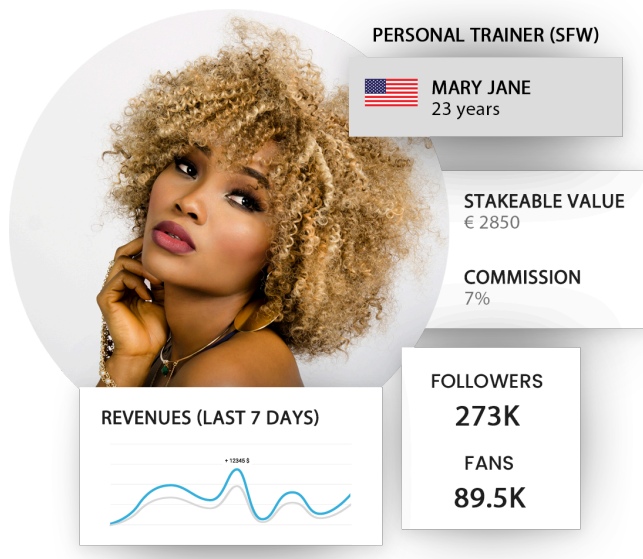 PERSONAL TRAINER (SFW)
MARY JANE
23 years
STAKEABLE VALUE
€ 2850
COMMISSION
7%
FOLLOWERS
273K
FANS
89.5K
REVENUES (LAST 7 DAYS)
+ 12345 $